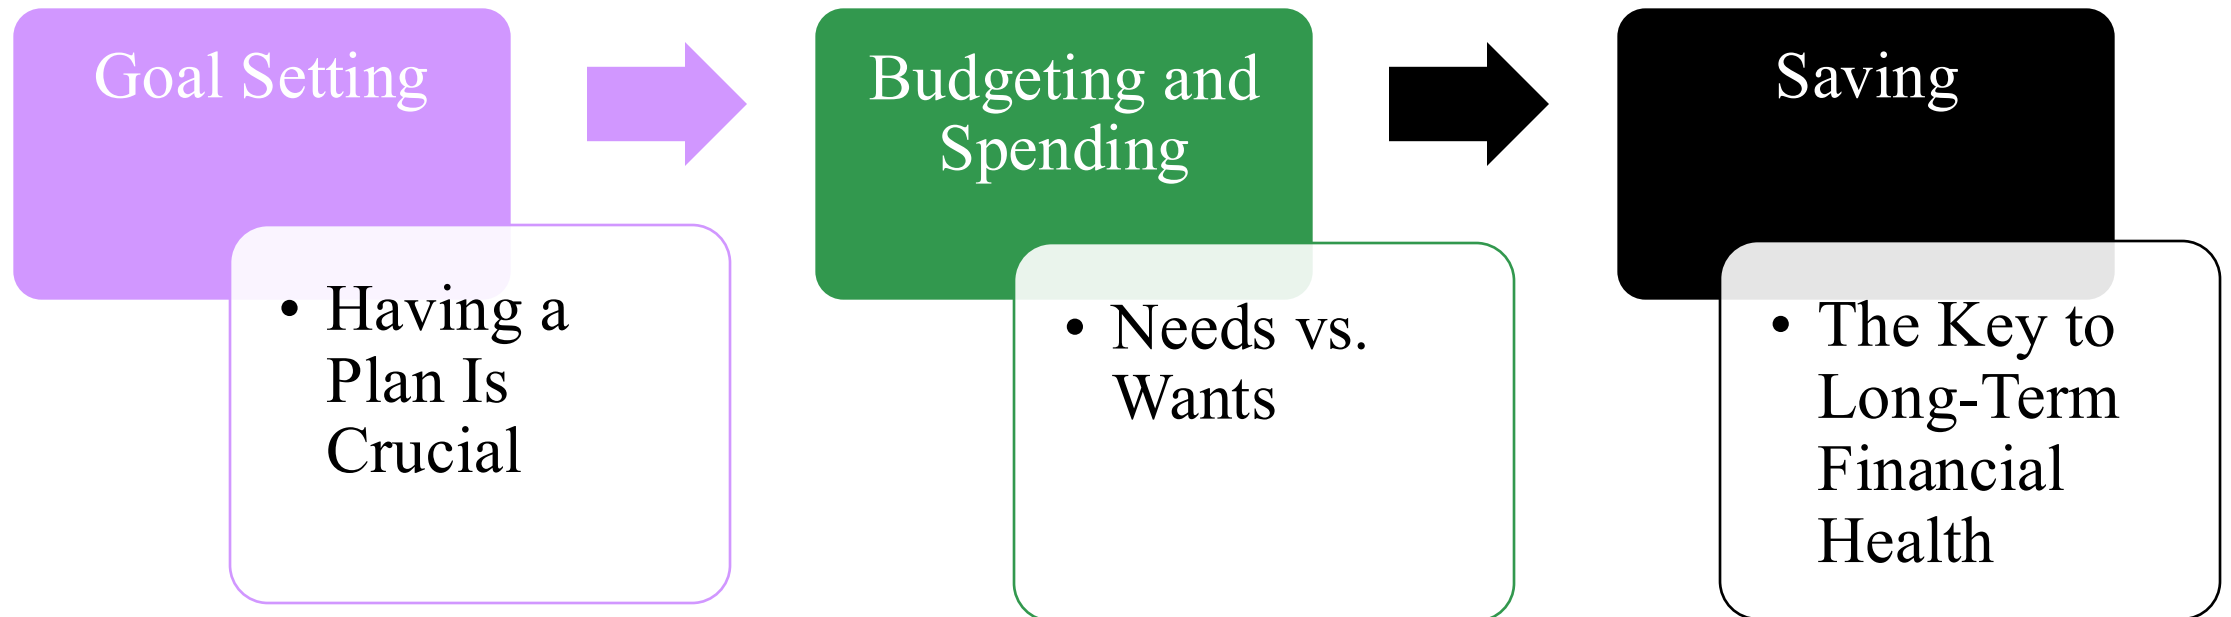 Goal Setting
• Having a
Plan Is
Crucial
Budgeting and
Spending
• Needs vs.
Wants
Saving
• The Key to
Long-Term
Financial
Health